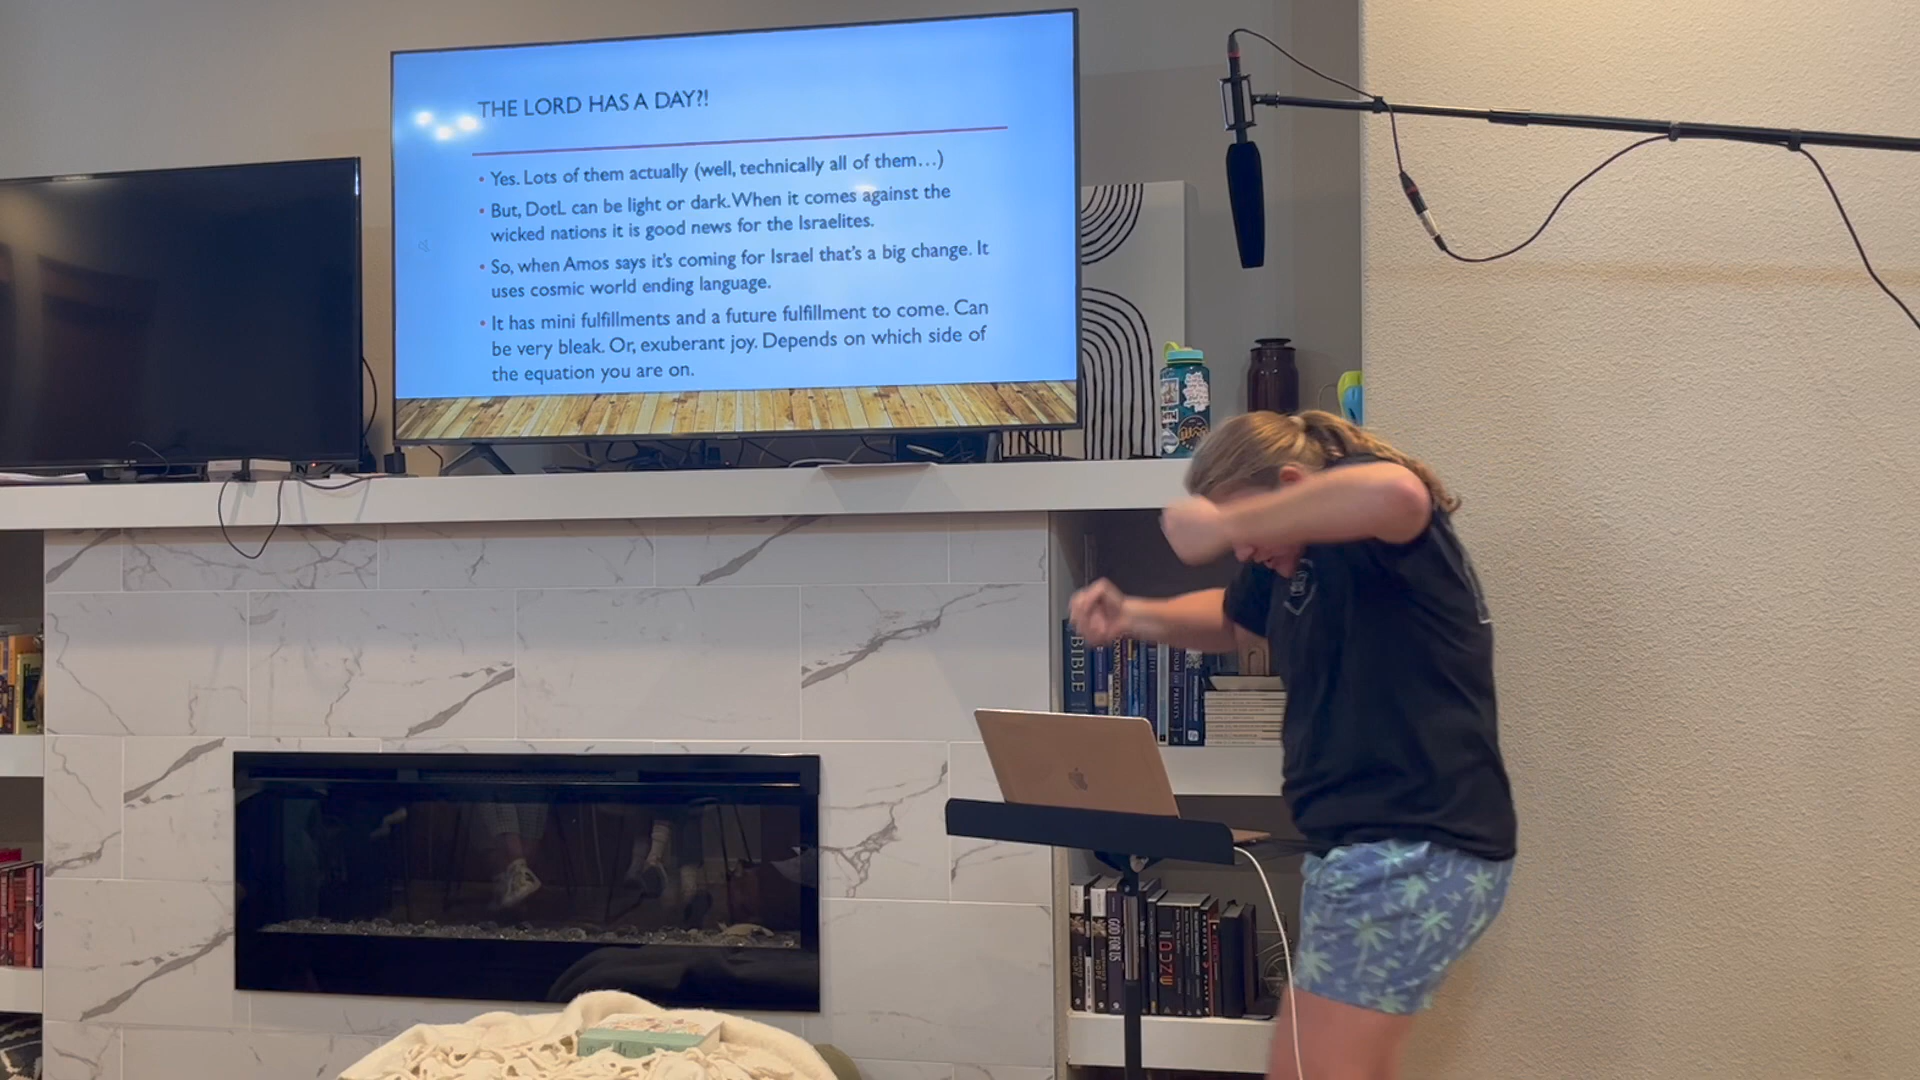 THE LORD HAS A DAY?!
• Yes. Lots of them actually (well, technically all of them…)
• But, DotL can be light or dark. When it comes against the
wicked nations it is good news for the Israelites.
• So, when Amos says it's coming for Israel that's a big change. It
uses cosmic world ending language.
• It has mini fulfillments and a future fulfillment to come. Can
be very bleak. Or, exuberant joy. Depends on which side of
the equation you are on.
BIBLE
GOD FOR US